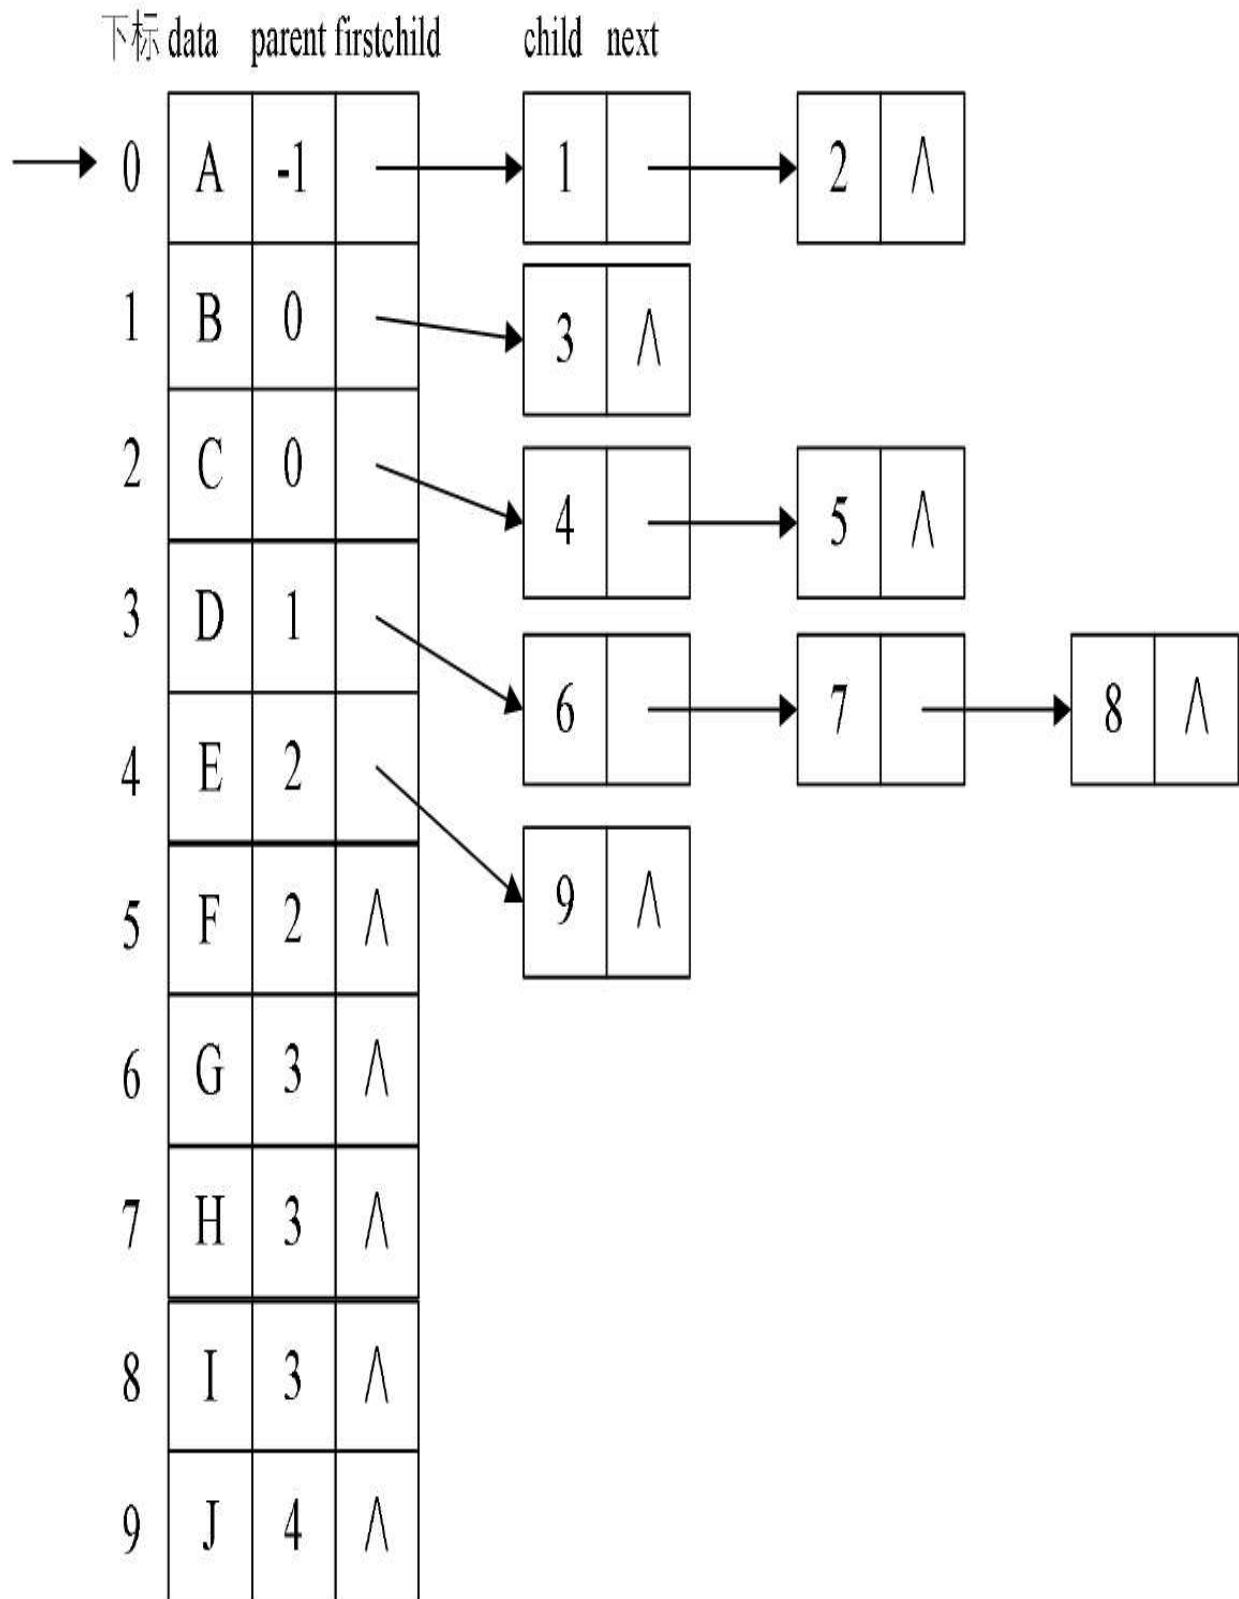 下标 data parent firstchild child next
0 A -1 1 2 ∧
1 B 0 3 ∧
2 C 0 4 5 ∧
3 D 1 6 7 8 ∧
4 E 2 9 ∧
5 F 2 ∧
6 G 3 ∧
7 H 3 ∧
8 I 3 ∧
9 J 4 ∧